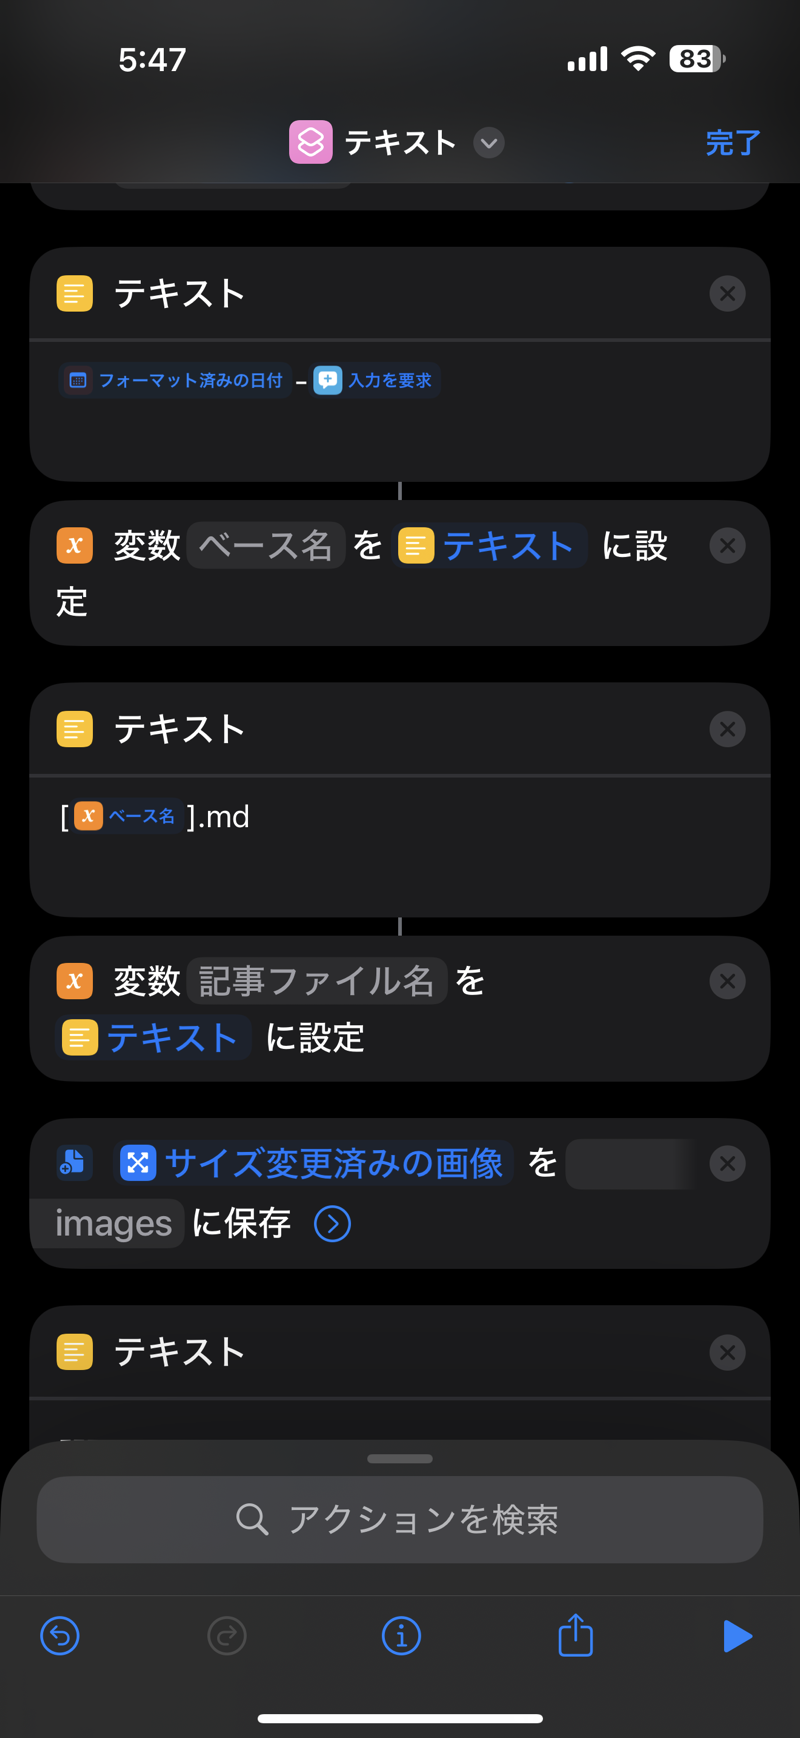 5:47
83
テキスト
完了
テキスト
フォーマット済みの日付 – 入力を要求
変数 ベース名 を テキスト に設
定
テキスト
[ ベース名 ].md
変数 記事ファイル名 を
テキスト に設定
サイズ変更済みの画像 を
images に保存
テキスト
アクションを検索